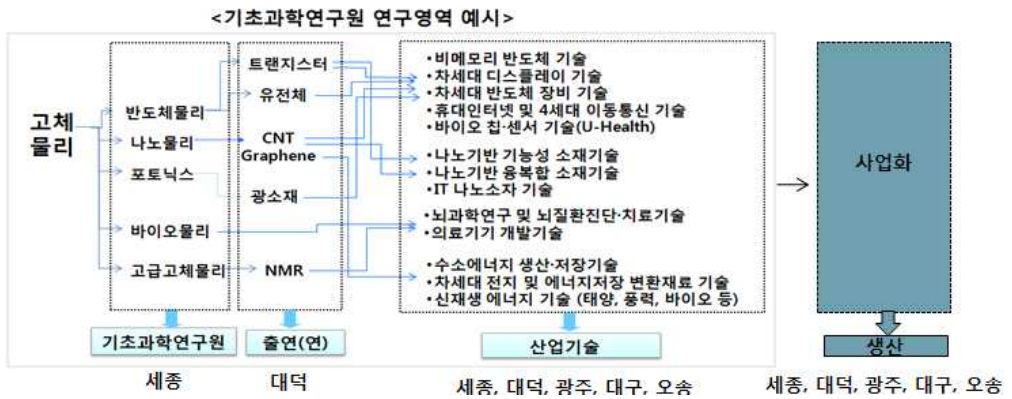 <기초과학연구원 연구영역 예시>
고체
물리
반도체물리
나노물리
포토닉스
바이오물리
고급고체물리
트랜지스터
유전체
CNT
Graphene
광소재
NMR
•비메모리 반도체 기술
•차세대 디스플레이 기술
•차세대 반도체 장비 기술
•휴대인터넷 및 4세대 이동통신 기술
•바이오 칩·센서 기술(U-Health)
•나노기반 기능성 소재기술
•나노기반 융복합 소재기술
•IT 나노소자 기술
•뇌과학연구 및 뇌질환진단·치료기술
•의료기기 개발기술
•수소에너지 생산·저장기술
•차세대 전지 및 에너지저장 변환재료 기술
•신재생 에너지 기술 (태양, 풍력, 바이오 등)
사업화
기초과학연구원
출연(연)
산업기술
생산
세종
대덕
세종, 대덕, 광주, 대구, 오송
세종, 대덕, 광주, 대구, 오송